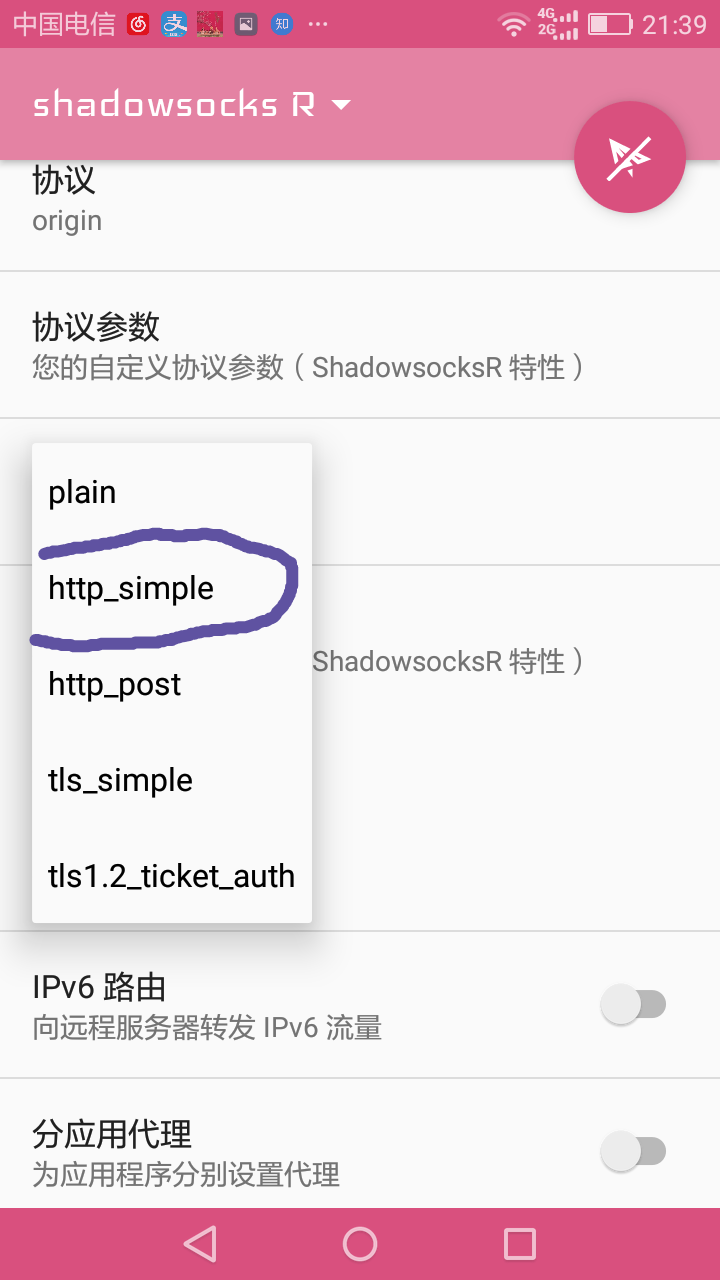 中国电信 知 ··· 4G 2G 21:39
shadowsocks R
协议
origin
协议参数
您的自定义协议参数（ShadowsocksR 特性）
plain
http_simple
ShadowsocksR 特性）
http_post
tls_simple
tls1.2_ticket_auth
IPv6 路由
向远程服务器转发 IPv6 流量
分应用代理
为应用程序分别设置代理